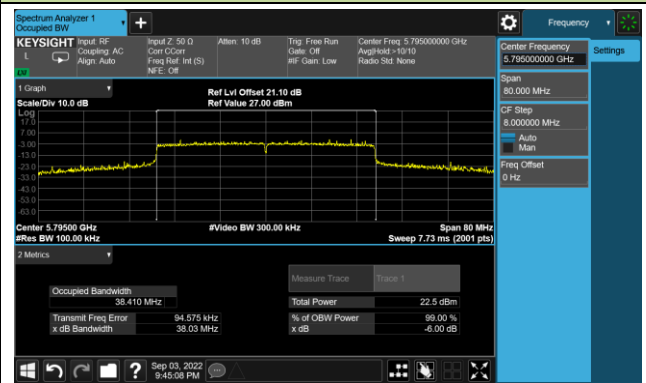 Spectrum Analyzer 1
Occupied BW
Frequency
KEYSIGHT
L
Input: RF
Coupling: AC
Align: Auto
Input Z: 50 Ω
Corr CCorr
Freq Ref: Int (S)
NFE: Off
Atten: 10 dB
Trig: Free Run
Gate: Off
#IF Gain: Low
Center Freq: 5.795000000 GHz
Avg|Hold:>10/10
Radio Std: None
Center Frequency
5.795000000 GHz
Settings
Span
80.000 MHz
CF Step
8.000000 MHz
Auto
Man
Freq Offset
0 Hz
1 Graph
Scale/Div 10.0 dB
Ref Lvl Offset 21.10 dB
Ref Value 27.00 dBm
Log
17.0
7.00
-3.00
-13.0
-23.0
-33.0
-43.0
-53.0
-63.0
Center 5.79500 GHz
#Res BW 100.00 kHz
#Video BW 300.00 kHz
Span 80 MHz
Sweep 7.73 ms (2001 pts)
2 Metrics
Measure Trace
Trace 1
Occupied Bandwidth
38.410 MHz
Total Power
22.5 dBm
Transmit Freq Error
94.575 kHz
% of OBW Power
99.00 %
x dB Bandwidth
38.03 MHz
x dB
-6.00 dB
?
Sep 03, 2022
9:45:08 PM